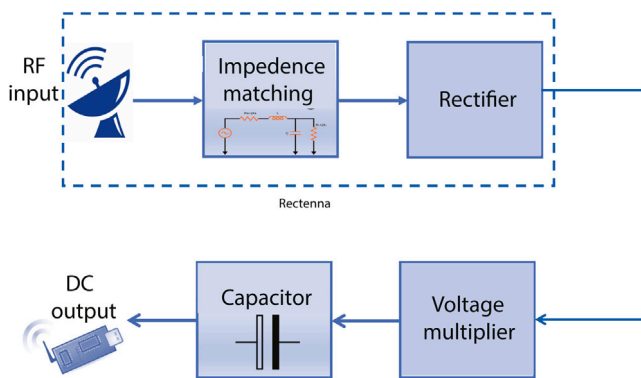 RF
input
Impedence
matching
Rectifier
Rectenna
DC
output
Capacitor
Voltage
multiplier